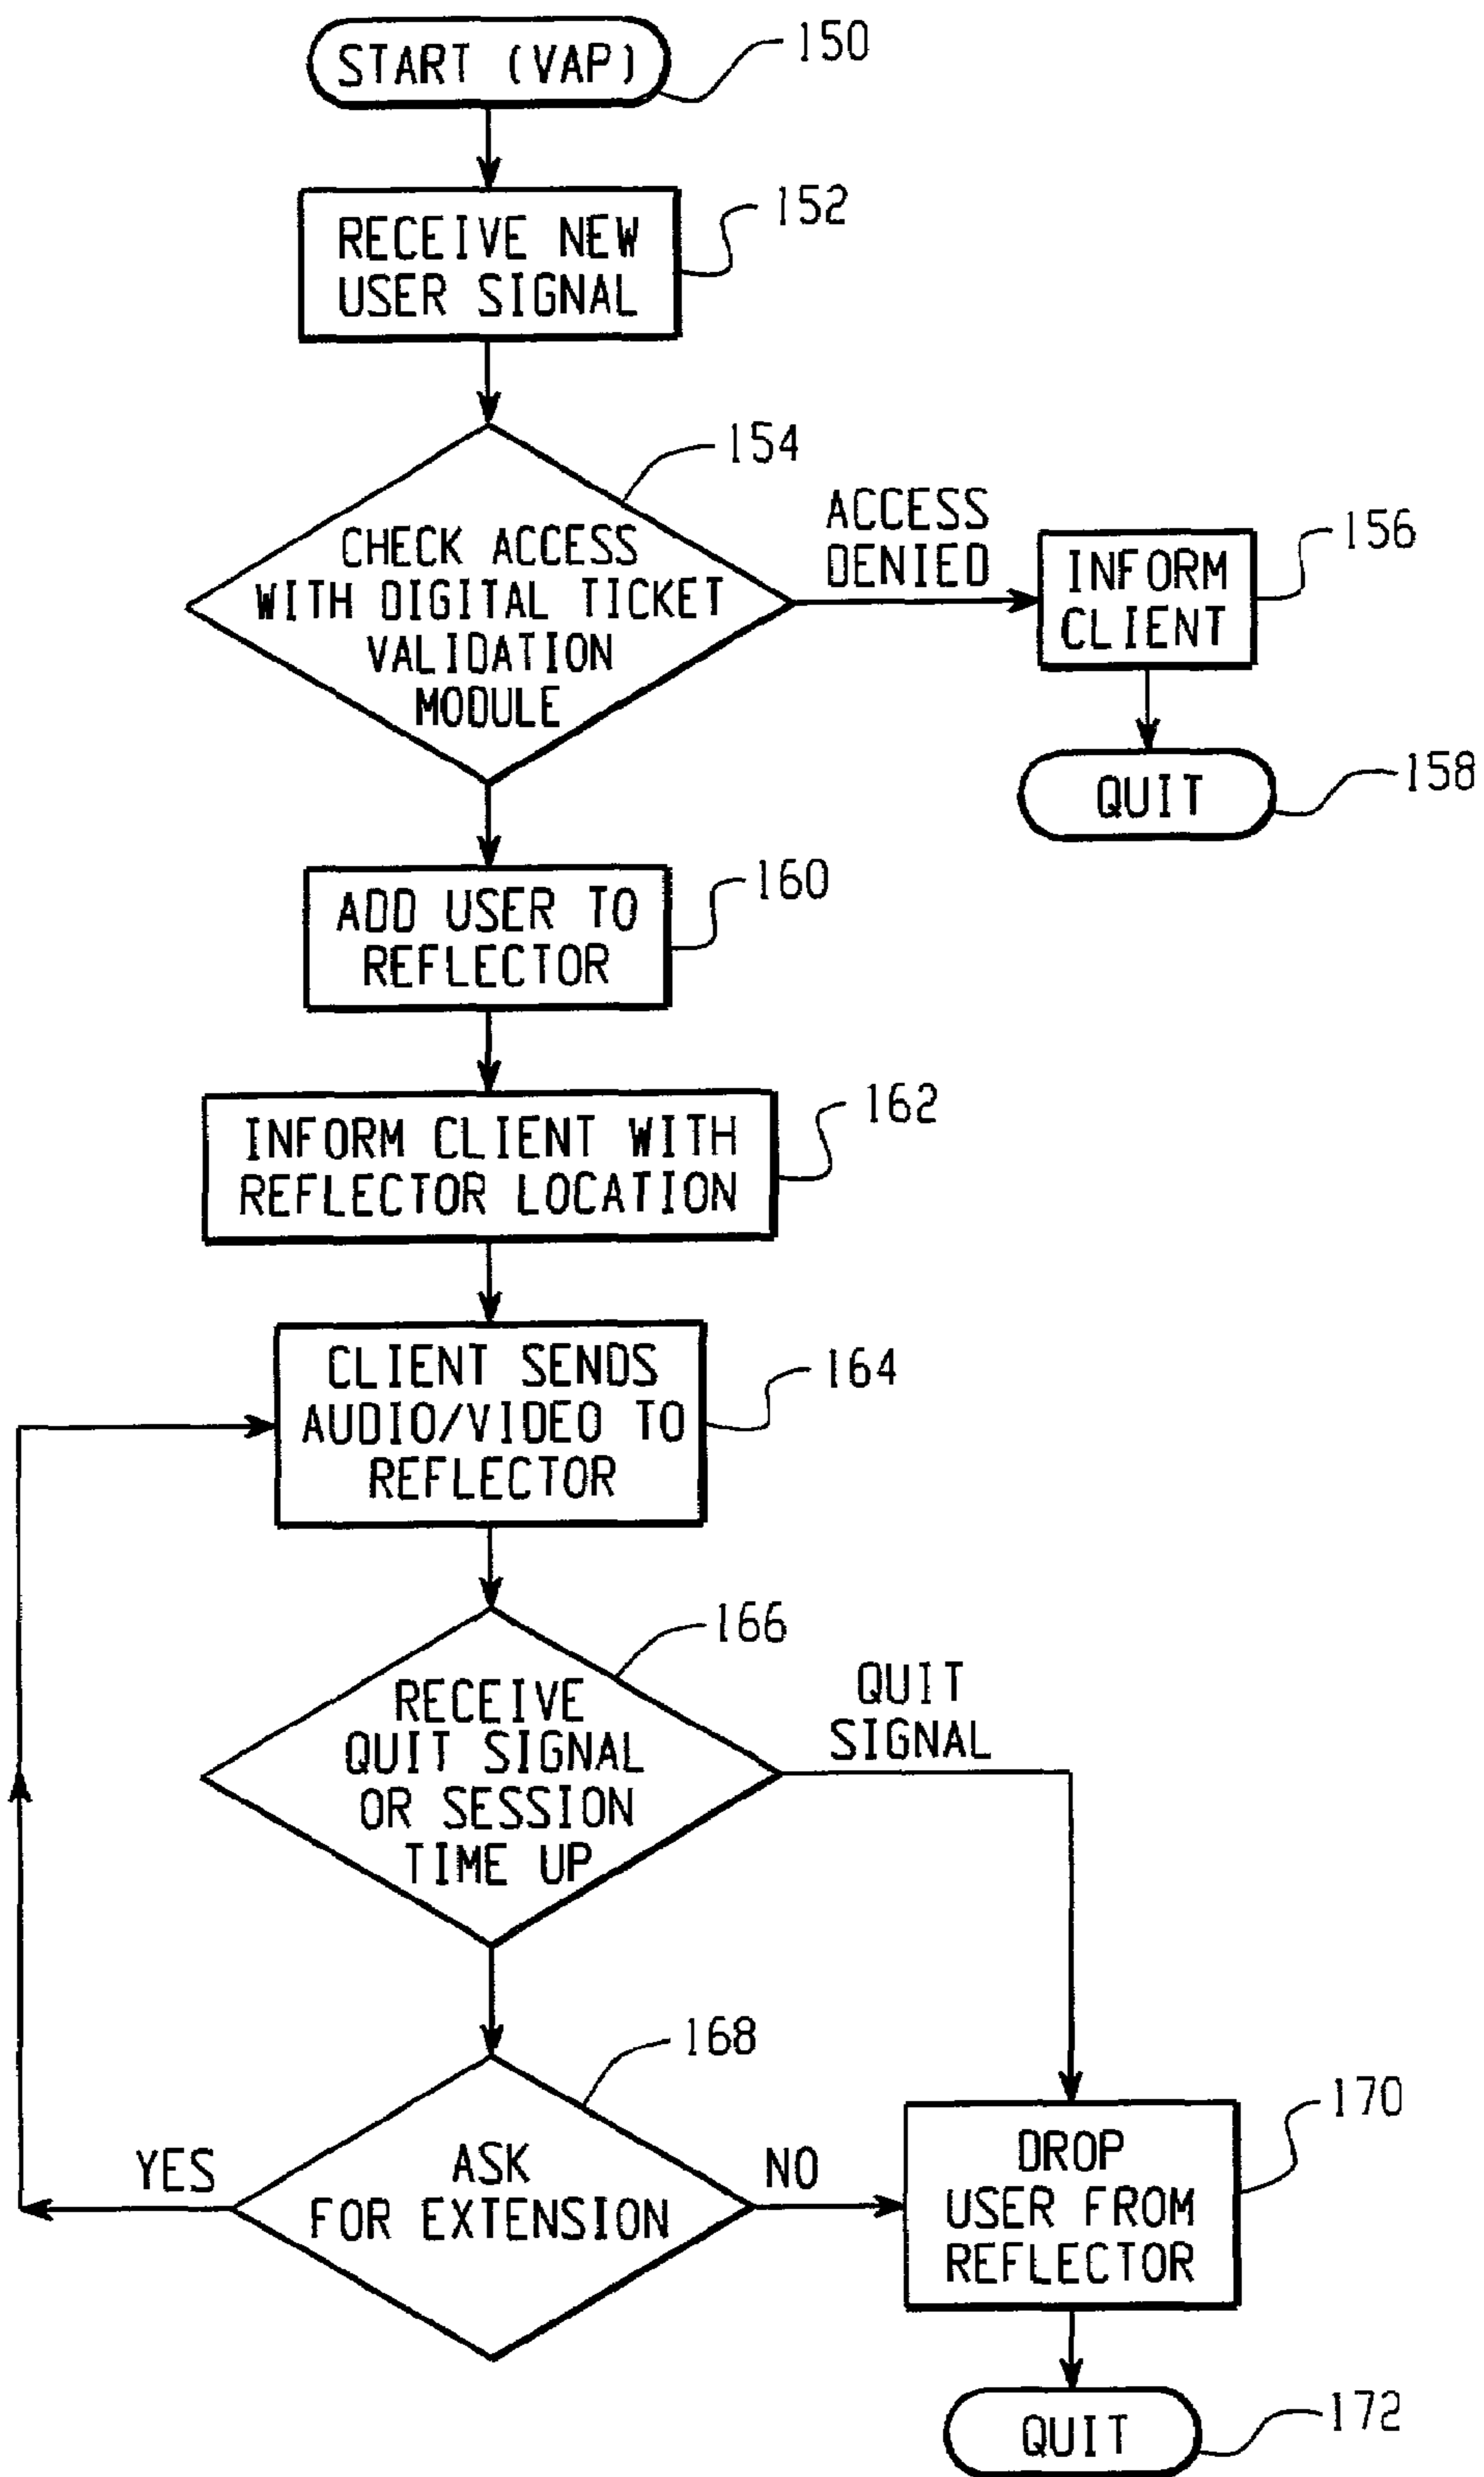 START (VAP)
150
RECEIVE NEW
USER SIGNAL
152
CHECK ACCESS
WITH DIGITAL TICKET
VALIDATION
MODULE
154
ACCESS
DENIED
INFORM
CLIENT
156
QUIT
158
ADD USER TO
REFLECTOR
160
INFORM CLIENT WITH
REFLECTOR LOCATION
162
CLIENT SENDS
AUDIO/VIDEO TO
REFLECTOR
164
RECEIVE
QUIT SIGNAL
OR SESSION
TIME UP
166
QUIT
SIGNAL
ASK
FOR EXTENSION
168
YES
NO
DROP
USER FROM
REFLECTOR
170
QUIT
172